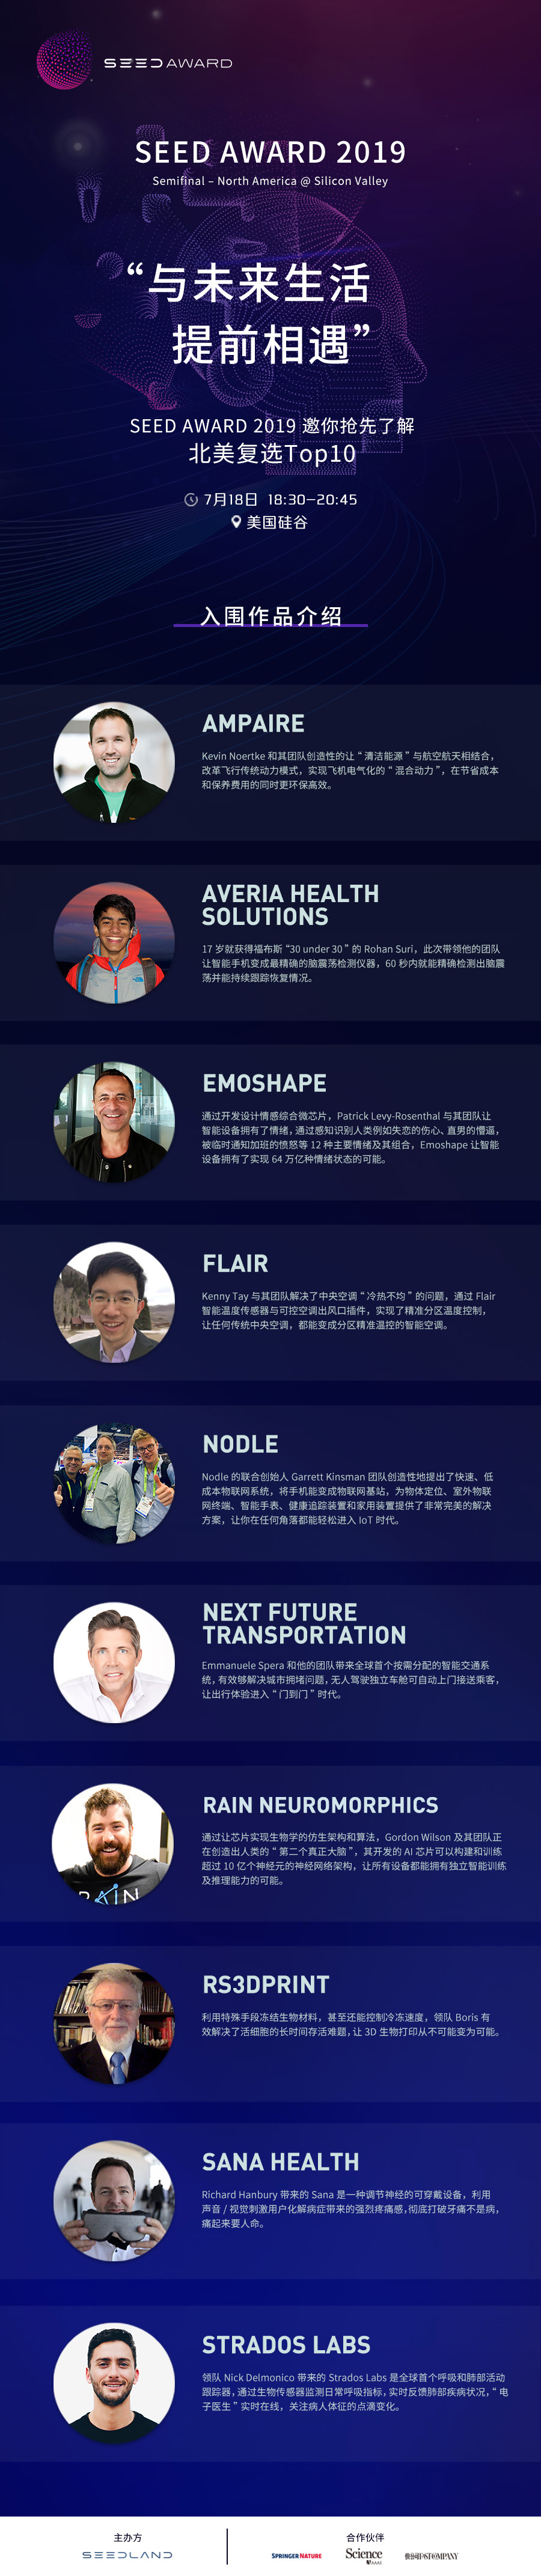 SEED AWARD
SEED AWARD 2019
Semifinal – North America @ Silicon Valley
“与未来生活
提前相遇”
SEED AWARD 2019 邀你抢先了解
北美复选Top10
7月18日 18:30-20:45
美国硅谷
入围作品介绍
AMPAIRE
Kevin Noertke 和其团队创造性的让“清洁能源”与航空航天相结合，
改革飞行传统动力模式，实现飞机电气化的“混合动力”，在节省成本
和保养费用的同时更环保高效。
AVERIA HEALTH
SOLUTIONS
17 岁就获得福布斯“30 under 30”的 Rohan Suri，此次带领他的团队
让智能手机变成最精确的脑震荡检测仪器，60 秒内就能精确检测出脑震
荡并能持续跟踪恢复情况。
EMOSHAPE
通过开发设计情感综合微芯片，Patrick Levy-Rosenthal 与其团队让
智能设备拥有了情绪，通过感知识别人类例如失恋的伤心、直男的懵逼，
被临时通知加班的愤怒等 12 种主要情绪及其组合，Emoshape 让智能
设备拥有了实现 64 万亿种情绪状态的可能。
FLAIR
Kenny Tay 与其团队解决了中央空调“冷热不均”的问题，通过 Flair
智能温度传感器与可控空调出风口插件，实现了精准分区温度控制，
让任何传统中央空调，都能变成分区精准温控的智能空调。
NODLE
Nodle 的联合创始人 Garrett Kinsman 团队创造性地提出了快速、低
成本物联网系统，将手机能变成物联网基站，为物体定位、室外物联
网终端、智能手表、健康追踪装置和家用装置提供了非常完美的解决
方案，让你在任何角落都能轻松进入 IoT 时代。
NEXT FUTURE
TRANSPORTATION
Emmanuele Spera 和他的团队带来全球首个按需分配的智能交通系
统，有效够解决城市拥堵问题，无人驾驶独立车舱可自动上门接送乘客，
让出行体验进入“门到门”时代。
RAIN NEUROMORPHICS
通过让芯片实现生物学的仿生架构和算法，Gordon Wilson 及其团队正
在创造出人类的“第二个真正大脑”，其开发的 AI 芯片可以构建和训练
超过 10 亿个神经元的神经网络架构，让所有设备都能拥有独立智能训练
及推理能力的可能。
RAIN
RS3DPRINT
利用特殊手段冻结生物材料，甚至还能控制冷冻速度，领队 Boris 有
效解决了活细胞的长时间存活难题，让 3D 生物打印从不可能变为可能。
SANA HEALTH
Richard Hanbury 带来的 Sana 是一种调节神经的可穿戴设备，利用
声音 / 视觉刺激用户化解病症带来的强烈疼痛感，彻底打破牙痛不是病，
痛起来要人命。
STRADOS LABS
领队 Nick Delmonico 带来的 Strados Labs 是全球首个呼吸和肺部活动
跟踪器，通过生物传感器监测日常呼吸指标，实时反馈肺部疾病状况，“电
子医生”实时在线，关注病人体征的点滴变化。
主办方
SEEDLAND
合作伙伴
SPRINGER NATURE
Science
AAAS
快公司FASTCOMPANY